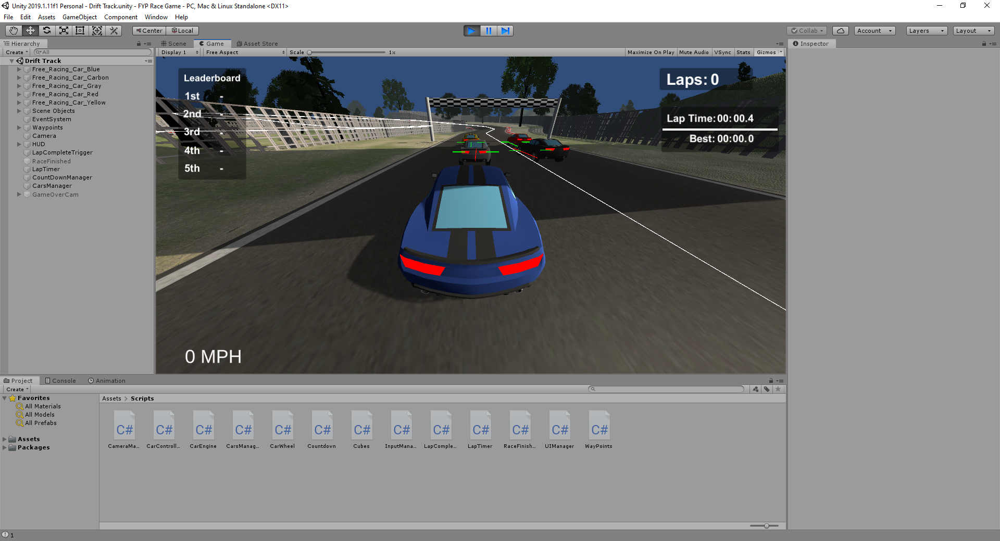 Unity 2019.1.11f1 Personal - Drift Track.unity - FYP Race Game - PC, Mac & Linux Standalone <DX11>
File Edit Assets GameObject Component Window Help
Center Local Collab Account Layers Layout
Hierarchy
Create All
Drift Track
Free_Racing_Car_Blue
Free_Racing_Car_Carbon
Free_Racing_Car_Gray
Free_Racing_Car_Red
Free_Racing_Car_Yellow
Scene Objects
EventSystem
Waypoints
Camera
HUD
LapCompleteTrigger
RaceFinished
LapTimer
CountDownManager
CarsManager
GameOverCam
Scene Game Asset Store
Display 1 Free Aspect Scale 1x Maximize On Play Mute Audio VSync Stats Gizmos
Leaderboard
1st -
2nd -
3rd -
4th -
5th -
Laps: 0
Lap Time: 00:00.4
Best: 00:00.0
0 MPH
Inspector
Project Console Animation
Create
Favorites
All Materials
All Models
All Prefabs
Assets
Packages
Assets > Scripts
C# C# C# C# C# C# C# C# C# C# C# C# C#
CameraMa... CarControll... CarEngine CarsManag... CarWheel Countdown Cubes InputMana... LapComple... LapTimer RaceFinish... UIManager WayPoints
1